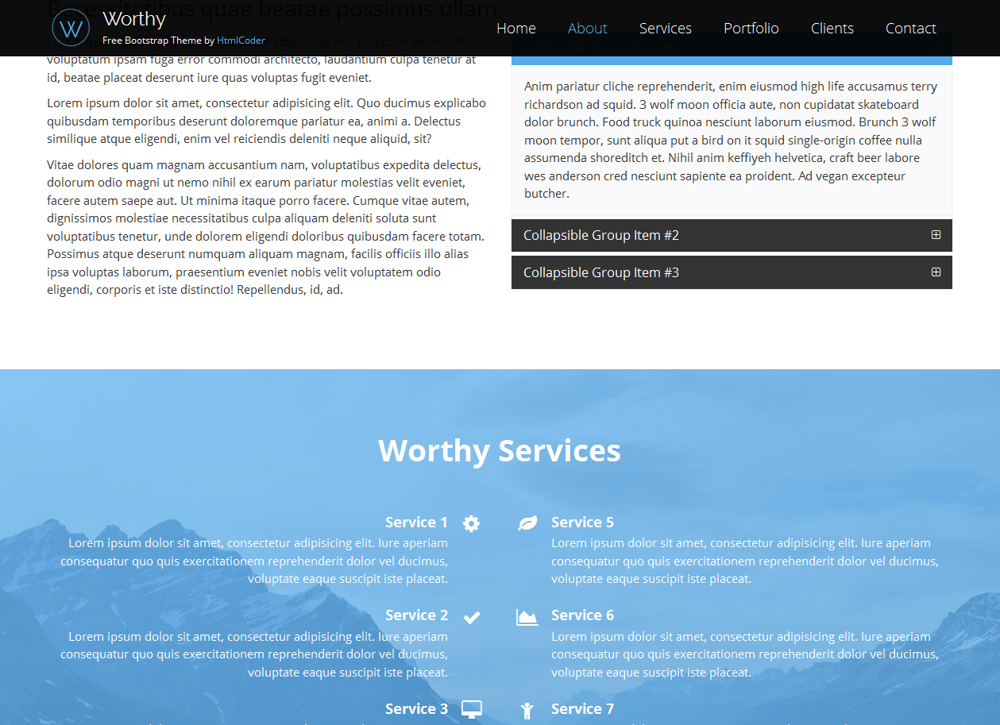 Necessitatibus quae beatae possimus ullam
Worthy
Free Bootstrap Theme by HtmlCoder
Home
About
Services
Portfolio
Clients
Contact
adipisicing elit. Excepturi adipisci illo,
voluptatum ipsam fuga error commodi architecto, laudantium culpa tenetur at
id, beatae placeat deserunt iure quas voluptas fugit eveniet.
Lorem ipsum dolor sit amet, consectetur adipisicing elit. Quo ducimus explicabo
quibusdam temporibus deserunt doloremque pariatur ea, animi a. Delectus
similique atque eligendi, enim vel reiciendis deleniti neque aliquid, sit?
Vitae dolores quam magnam accusantium nam, voluptatibus expedita delectus,
dolorum odio magni ut nemo nihil ex earum pariatur molestias velit eveniet,
facere autem saepe aut. Ut minima itaque porro facere. Cumque vitae autem,
dignissimos molestiae necessitatibus culpa aliquam deleniti soluta sunt
voluptatibus tenetur, unde dolorem eligendi doloribus quibusdam facere totam.
Possimus atque deserunt numquam aliquam magnam, facilis officiis illo alias
ipsa voluptas laborum, praesentium eveniet nobis velit voluptatem odio
eligendi, corporis et iste distinctio! Repellendus, id, ad.
Collapsible Group Item #1
Anim pariatur cliche reprehenderit, enim eiusmod high life accusamus terry
richardson ad squid. 3 wolf moon officia aute, non cupidatat skateboard
dolor brunch. Food truck quinoa nesciunt laborum eiusmod. Brunch 3 wolf
moon tempor, sunt aliqua put a bird on it squid single-origin coffee nulla
assumenda shoreditch et. Nihil anim keffiyeh helvetica, craft beer labore
wes anderson cred nesciunt sapiente ea proident. Ad vegan excepteur
butcher.
Collapsible Group Item #2
Collapsible Group Item #3
Worthy Services
Service 1
Lorem ipsum dolor sit amet, consectetur adipisicing elit. Iure aperiam
consequatur quo quis exercitationem reprehenderit dolor vel ducimus,
voluptate eaque suscipit iste placeat.
Service 2
Lorem ipsum dolor sit amet, consectetur adipisicing elit. Iure aperiam
consequatur quo quis exercitationem reprehenderit dolor vel ducimus,
voluptate eaque suscipit iste placeat.
Service 3
Service 5
Lorem ipsum dolor sit amet, consectetur adipisicing elit. Iure aperiam
consequatur quo quis exercitationem reprehenderit dolor vel ducimus,
voluptate eaque suscipit iste placeat.
Service 6
Lorem ipsum dolor sit amet, consectetur adipisicing elit. Iure aperiam
consequatur quo quis exercitationem reprehenderit dolor vel ducimus,
voluptate eaque suscipit iste placeat.
Service 7